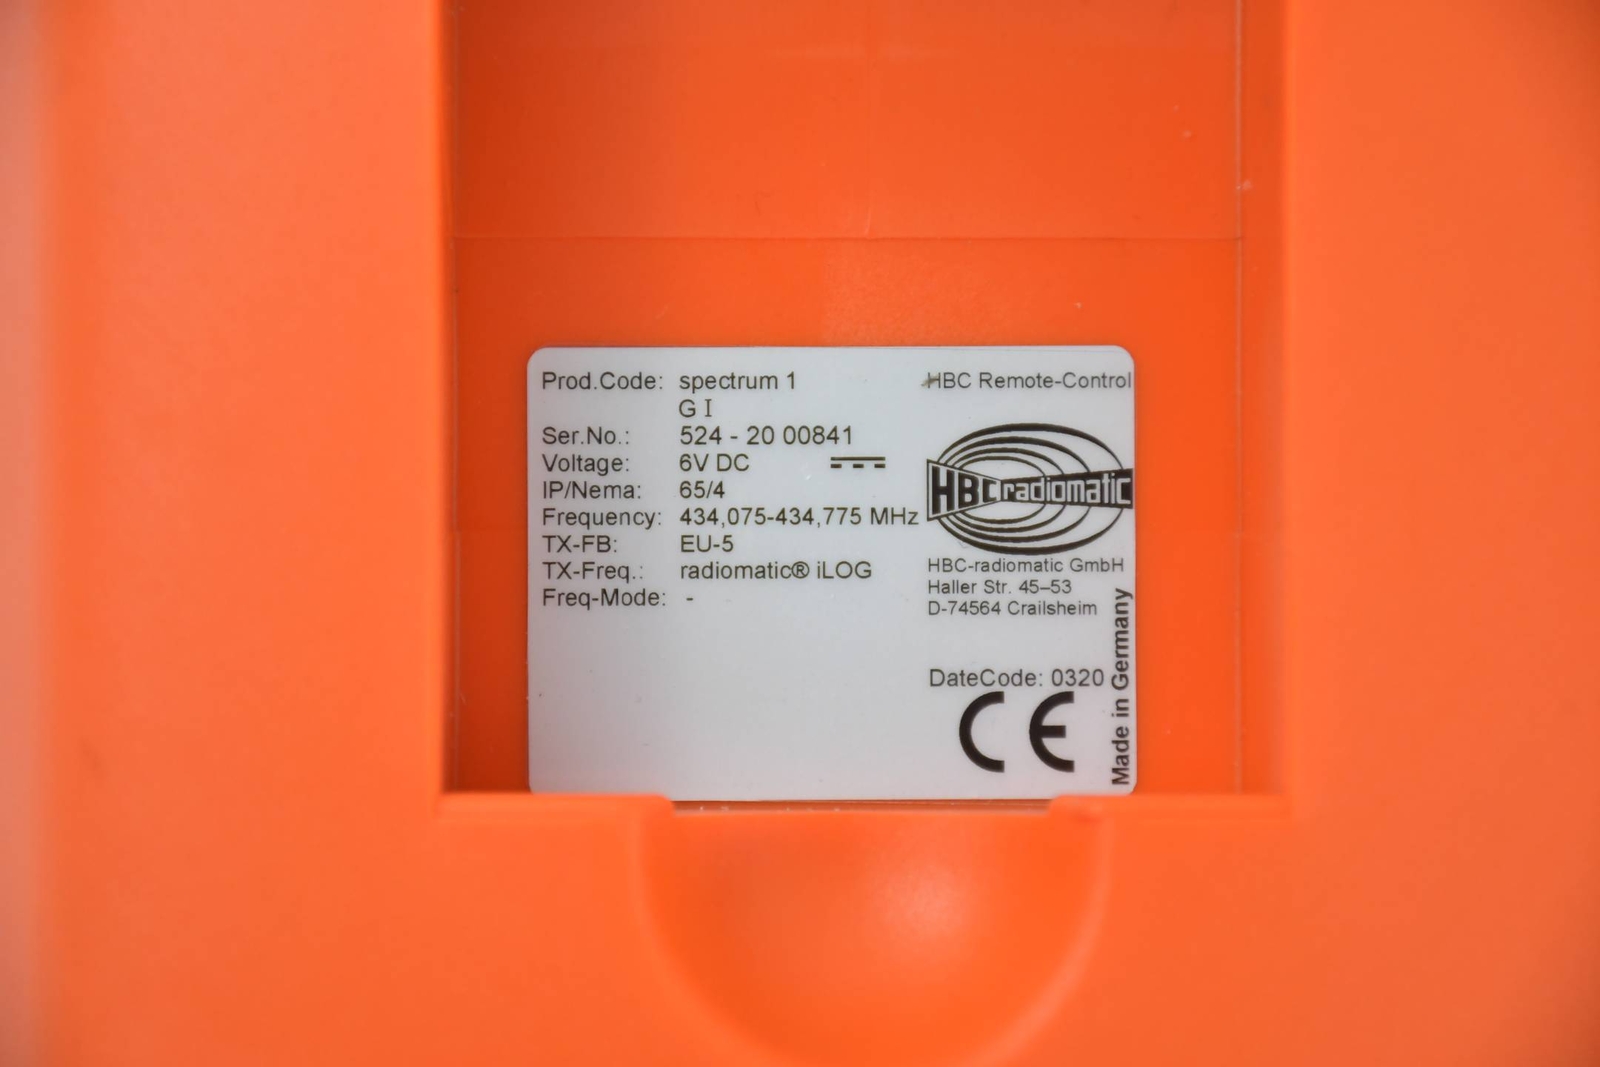 Prod.Code: spectrum 1
G I
Ser.No.: 524 - 20 00841
Voltage: 6V DC
IP/Nema: 65/4
Frequency: 434,075-434,775 MHz
TX-FB: EU-5
TX-Freq.: radiomatic® iLOG
Freq-Mode: -
HBC Remote-Control
HBC radiomatic
HBC-radiomatic GmbH
Haller Str. 45–53
D-74564 Crailsheim
DateCode: 0320
CE
Made in Germany